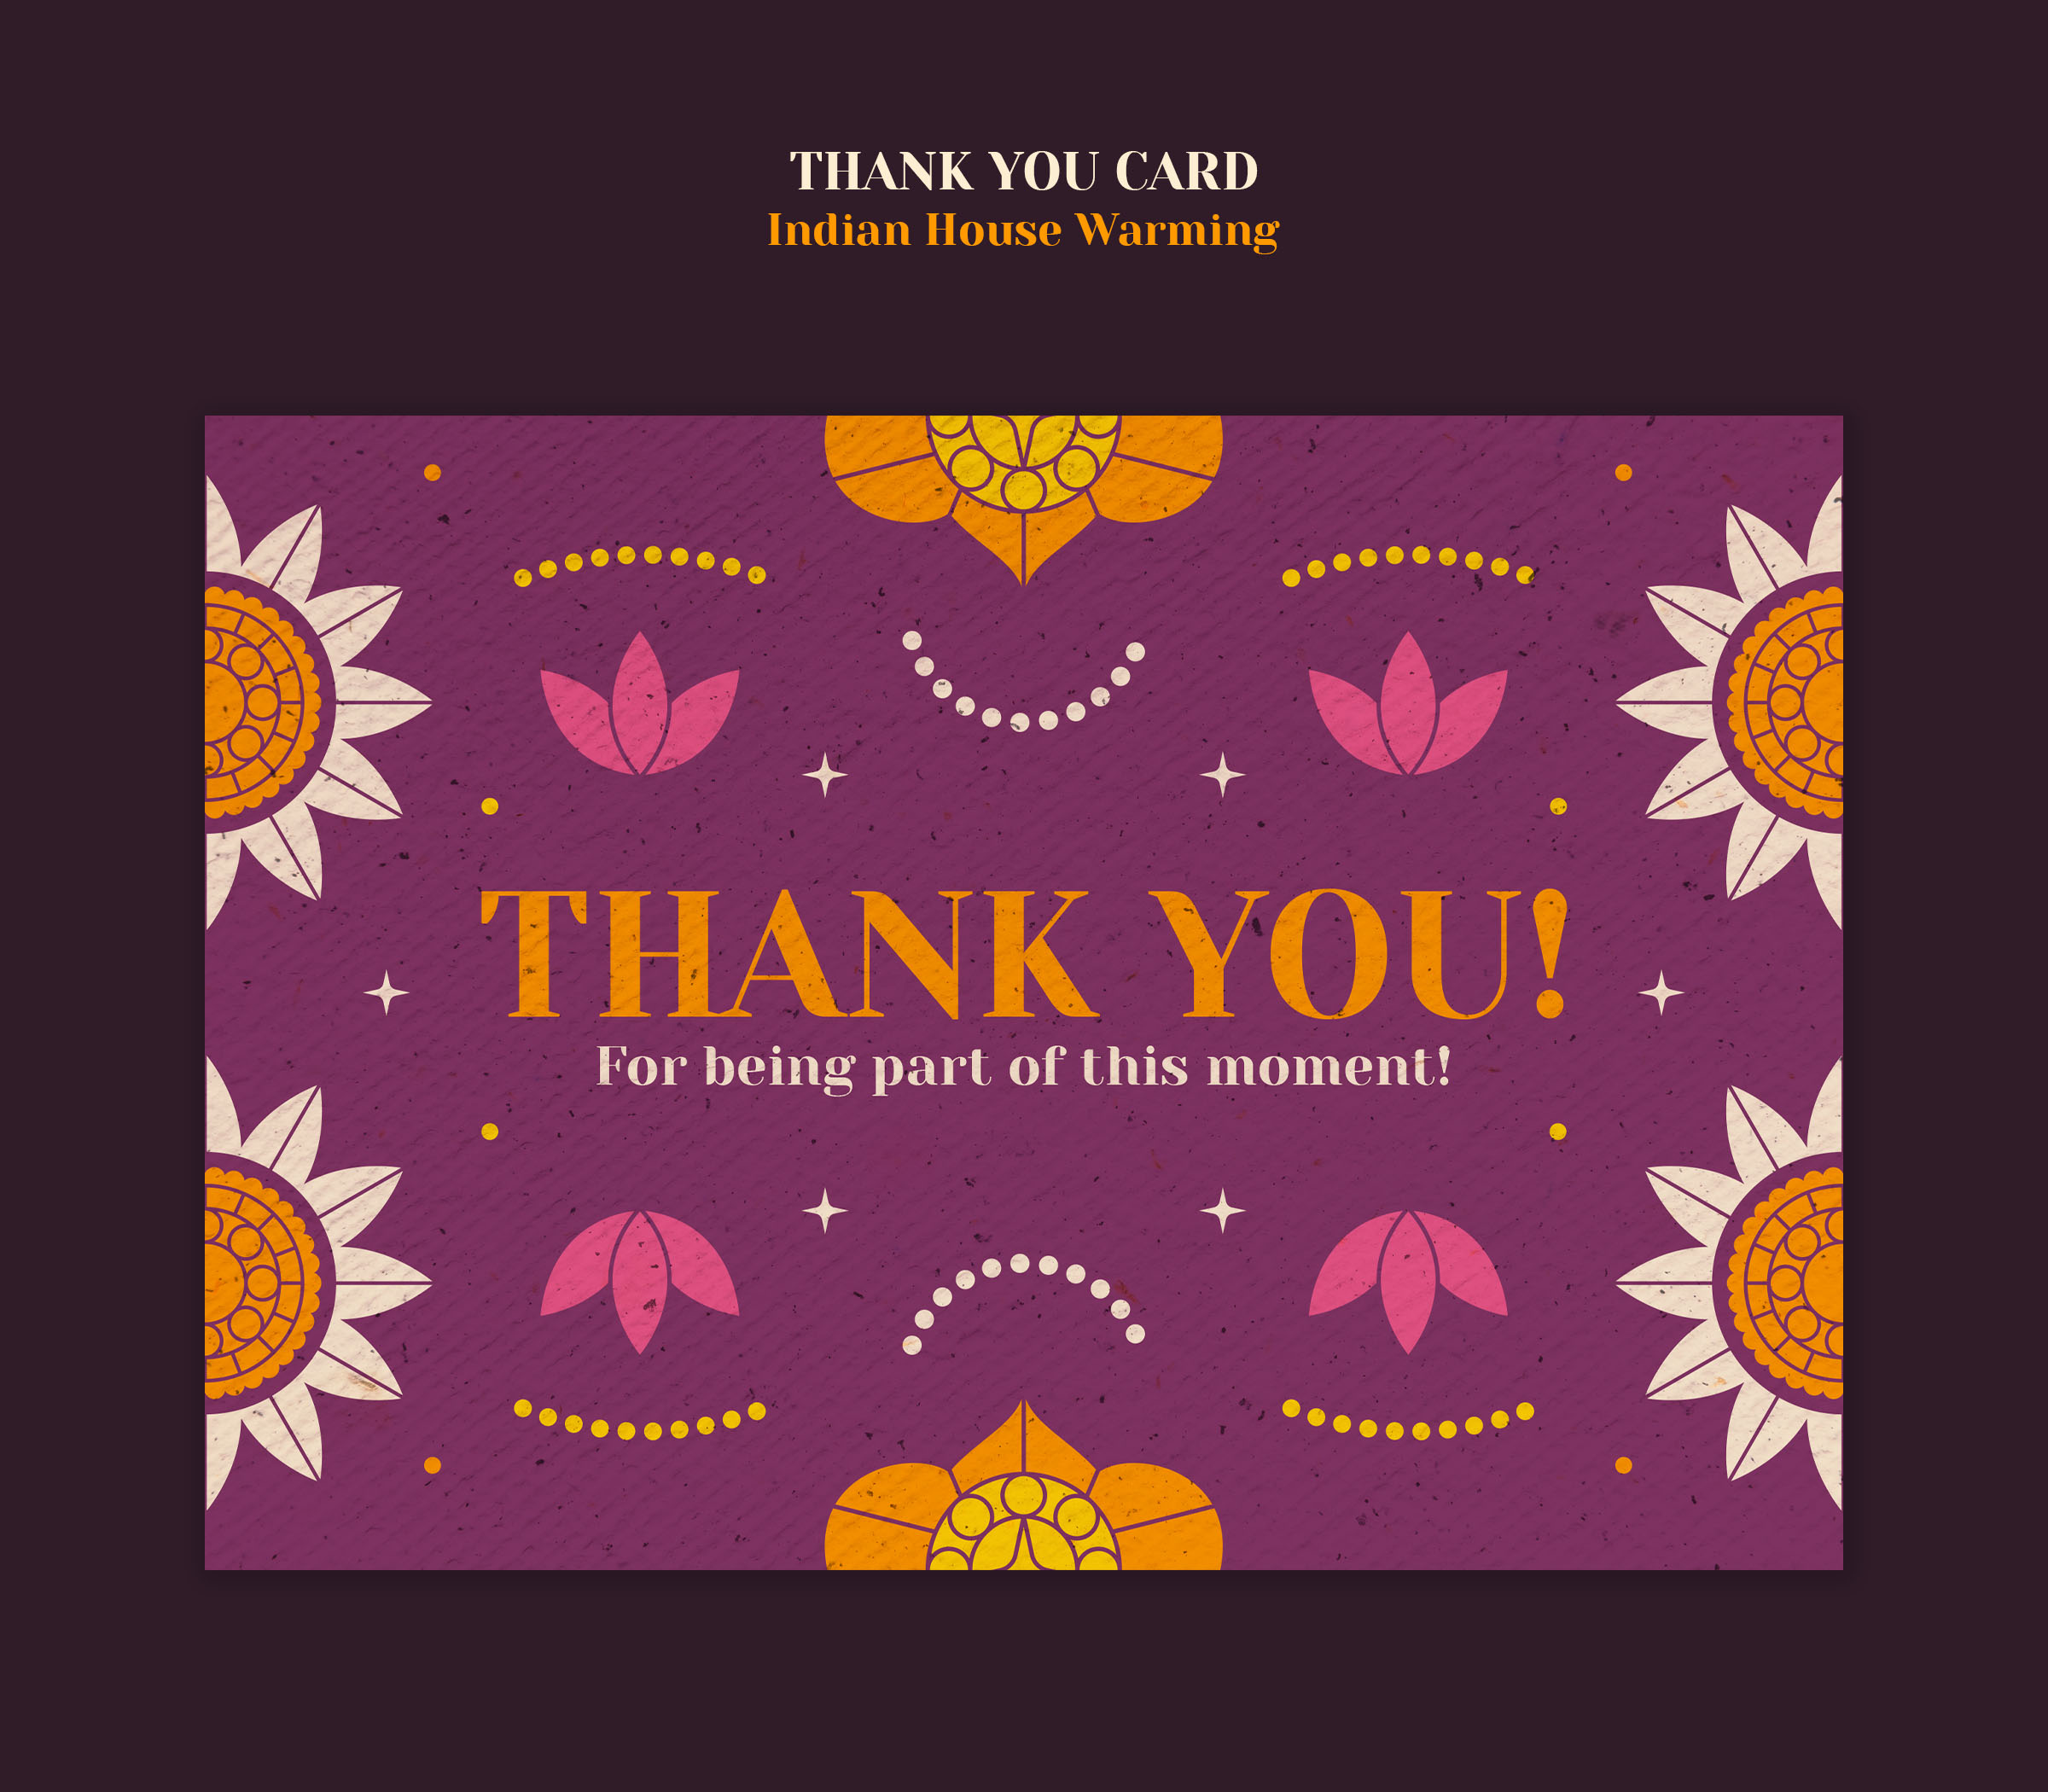 THANK YOU CARD
Indian House Warming
THANK YOU!
For being part of this moment!